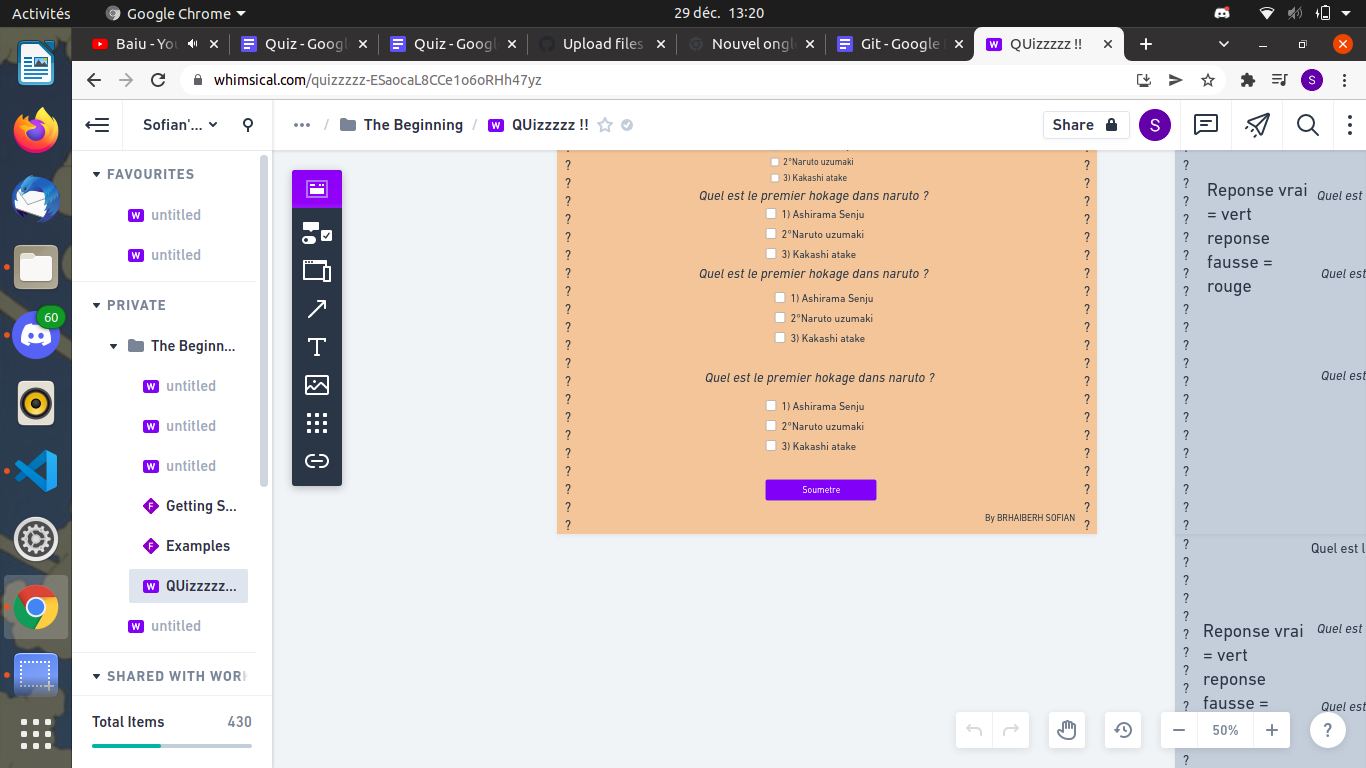 Activités
Google Chrome
29 déc. 13:20
Baiu - You
Quiz - Googl
Quiz - Googl
Upload files
Nouvel ongl
Git - Google
QUizzzzz !!
whimsical.com/quizzzzz-ESaocaL8CCe1o6oRHh47yz
S
Sofian'...
The Beginning
QUizzzzz !!
Share
S
FAVOURITES
untitled
untitled
PRIVATE
The Beginn...
untitled
untitled
untitled
Getting S...
Examples
QUizzzzz...
untitled
SHARED WITH WOR
Total Items 430
60
2°Naruto uzumaki
3) Kakashi atake
Quel est le premier hokage dans naruto ?
1) Ashirama Senju
2°Naruto uzumaki
3) Kakashi atake
Quel est le premier hokage dans naruto ?
1) Ashirama Senju
2°Naruto uzumaki
3) Kakashi atake
Quel est le premier hokage dans naruto ?
1) Ashirama Senju
2°Naruto uzumaki
3) Kakashi atake
Soumetre
By BRHAIBERH SOFIAN
Reponse vrai
= vert
reponse
fausse =
rouge
Quel est
Quel est
Quel est
Quel est l
Reponse vrai
= vert
reponse
fausse =
Quel est
Quel est
50%
?